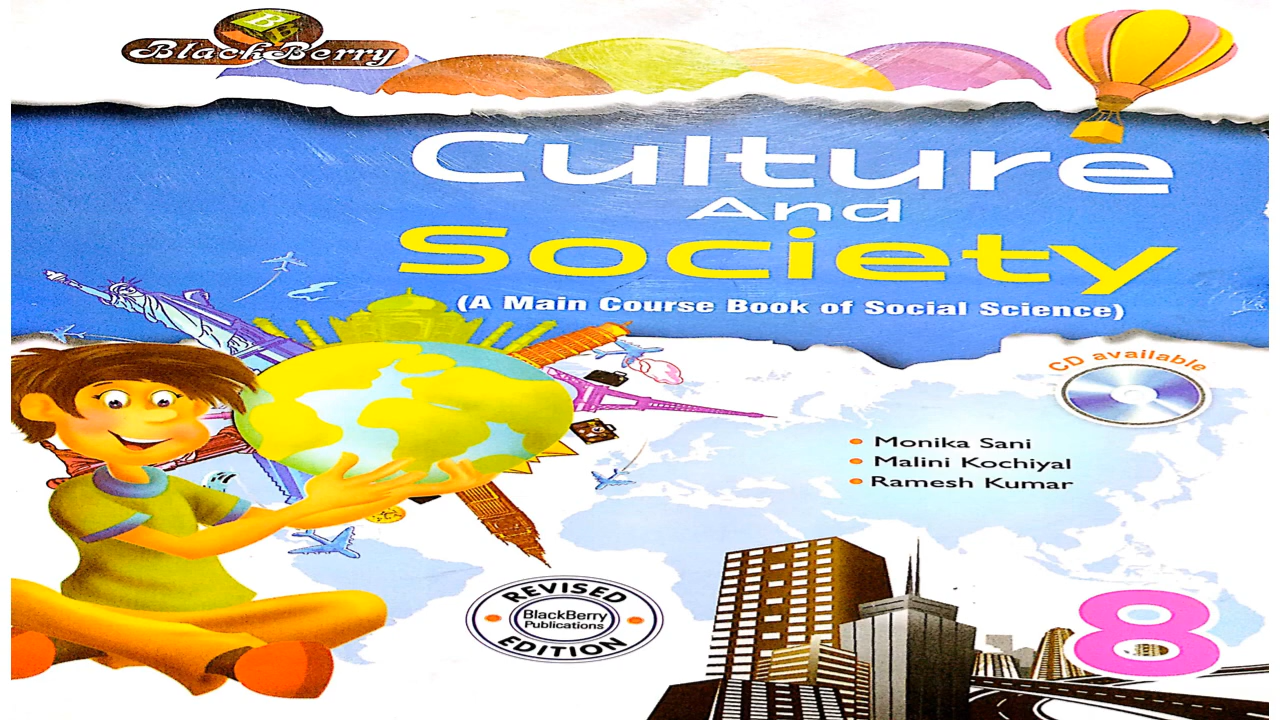 BB
BlackBerry
Culture
And
Society
(A Main Course Book of Social Science)
CD available
• Monika Sani
• Malini Kochiyal
• Ramesh Kumar
REVISED
BlackBerry
Publications
EDITION
8